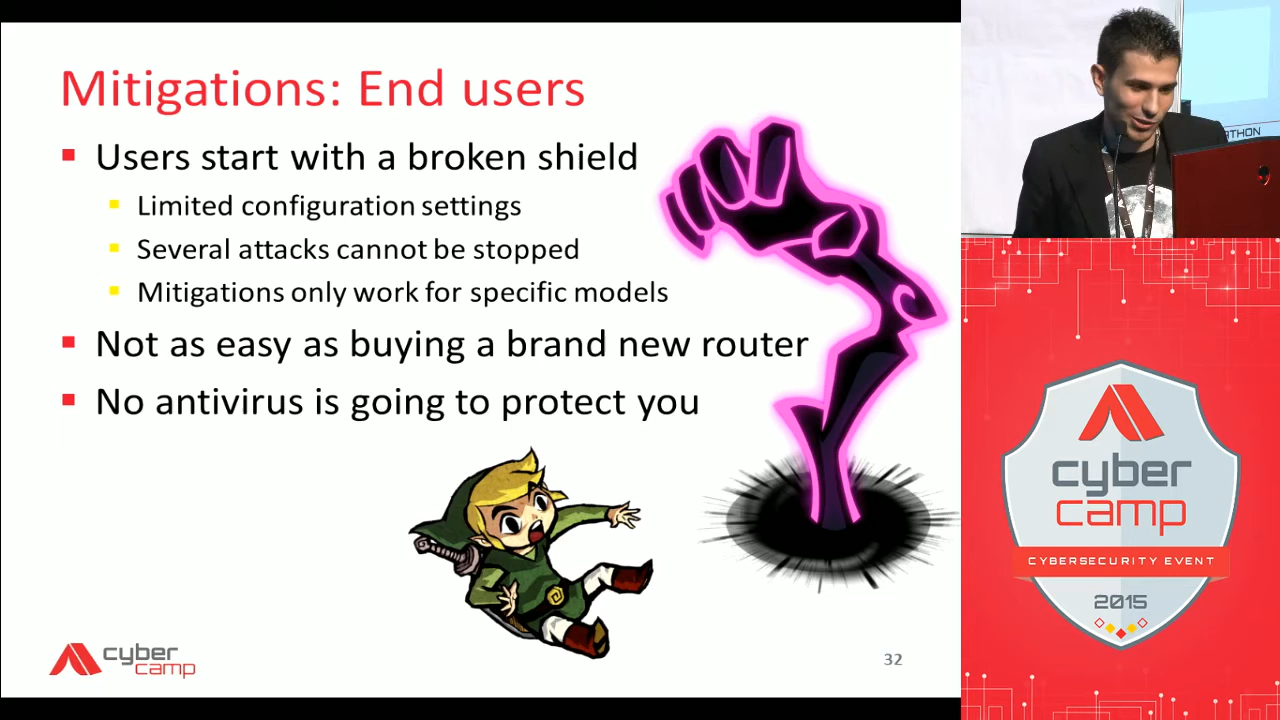 Mitigations: End users
Users start with a broken shield
Limited configuration settings
Several attacks cannot be stopped
Mitigations only work for specific models
Not as easy as buying a brand new router
No antivirus is going to protect you
cyber
camp
32
THON
cyber
camp
CYBERSECURITY EVENT
2015